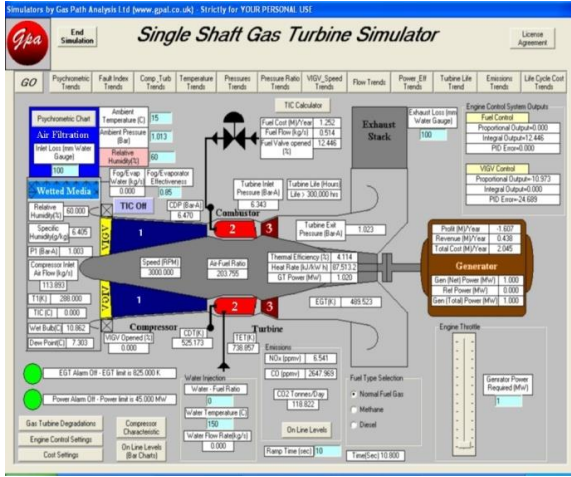 Simulators by Gas Path Analysis Ltd (www.gpal.co.uk) - Strictly for YOUR PERSONAL USE
Gpa
End Simulation
Single Shaft Gas Turbine Simulator
License Agreement
GO
Psychrometric Trends
Fault Index Trends
Comp_Turb Trends
Temperature Trends
Pressures Trends
Pressure Ratio Trends
VIGV_Speed Trends
Flow Trends
Power_Eff Trends
Turbine Life Trend
Emissions Trends
Life Cycle Cost Trends
Psychrometric Chart
Air Filtration
Inlet Loss (mm Water Gauge)
100
Wetted Media
Ambient Temperature (C) 15
Ambient Pressure (Bar) 1.013
Relative Humidity(%) 60
Fog/Evap Water (kg/s) 0.000
Fog/Evaporator Effectiveness 0.85
TIC Calculator
Fuel Cost (M)/Year 1.252
Fuel Flow (kg/s) 0.514
Fuel Valve opened (%) 12.446
Exhaust Stack
Exhaust Loss (mm Water Gauge)
100
Engine Control System Outputs
Fuel Control
Proportional Output=0.000
Integral Output=12.446
PID Error=0.000
VIGV Control
Proportional Output=-10.973
Integral Output=0.000
PID Error=-24.689
Relative Humidity(%) 60.000
Specific Humidity(g/kg) 6.405
P1 (Bar-A) 1.003
Compressor Inlet Air Flow (kg/s)
113.893
T1(K) 288.000
TIC (C) 0.000
Wet Bulb(C) 10.862
Dew Point(C) 7.303
TIC Off
CDP (Bar-A)
6.470
Combustor
Turbine Inlet Pressure (Bar-A)
6.343
Turbine Life (Hours)
Life > 300,000 hrs
Turbine Exit Pressure (Bar-A) 1.023
VIGV
1
2
3
Speed (RPM)
3000.000
Air-Fuel Ratio
203.755
Thermal Efficiency (%) 4.114
Heat Rate (kJ/kW h) 87,513.2
GT Power (MW) 1.020
EGT(K) 489.523
VIGV
1
2
3
VIGV Opened (%)
0.000
Compressor
CDT(K)
525.173
TET(K)
738.057
Turbine
Profit (M)/Year -1.607
Revenue (M)/Year 0.438
Total Cost (M)/Year 2.045
Generator
Gen (Net) Power (MW) 1.000
Ref Power (MW) 0.000
Gen (Total) Power (MW) 1.000
EGT Alarm Off - EGT limit is 825.000 K
Power Alarm Off - Power limit is 45.000 MW
Gas Turbine Degradations
Engine Control Settings
Cost Settings
Compressor Characteristic
On Line Levels (Bar Charts)
Water Injection
Water - Fuel Ratio
0
Water Temperature (C)
150
Water Flow Rate(kg/s)
0.000
Emissions
NOx (ppmv) 6.541
CO (ppmv) 2647.969
CO2 Tonnes/Day
118.822
On Line Levels
Ramp Time (sec) 10
Fuel Type Selection
Normal Fuel Gas
Methane
Diesel
Time(Sec) 10.800
Engine Throttle
Genrator Power Required (MW)
1